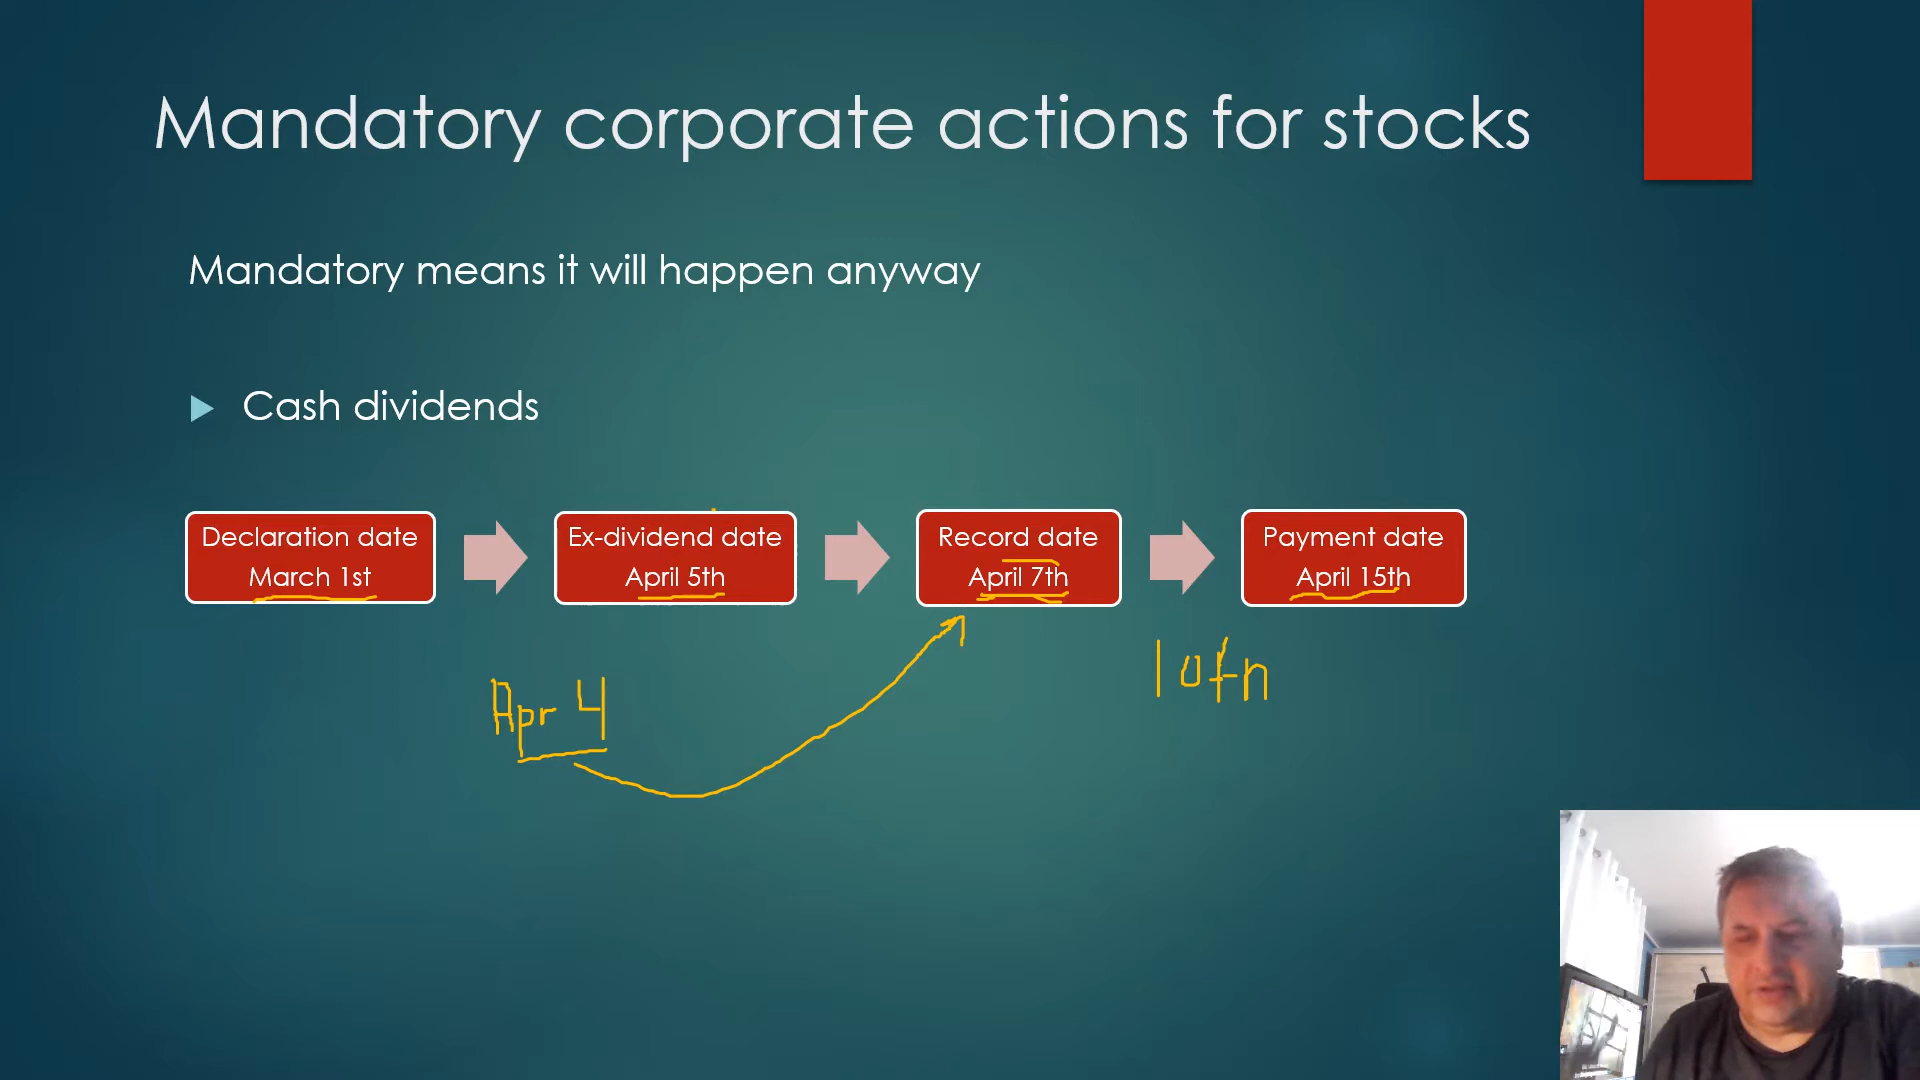 Mandatory corporate actions for stocks
Mandatory means it will happen anyway
Cash dividends
Declaration date
March 1st
Ex-dividend date
April 5th
Record date
April 7th
Payment date
April 15th
Apr 4